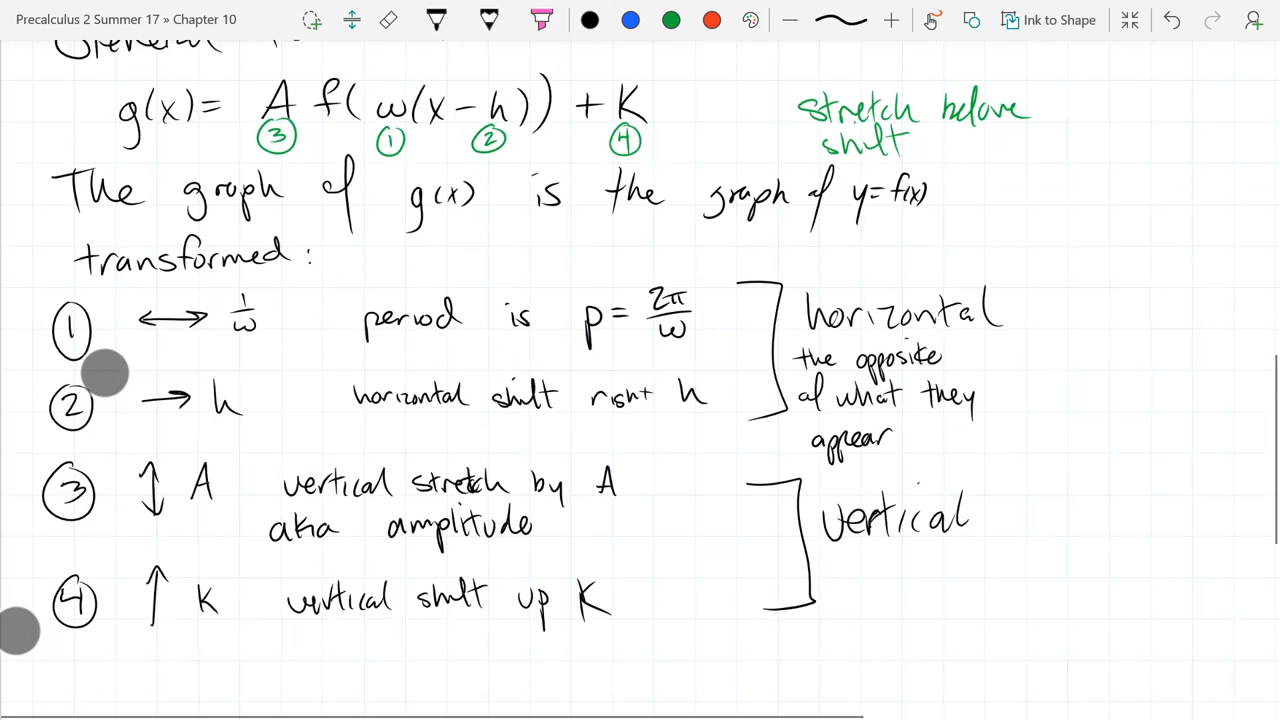 Precalculus 2 Summer 17 » Chapter 10
Ink to Shape
General
g(x) = A f( ω(x - h)) + K
③ ① ② ④
stretch before
shift
The graph of g(x) is the graph of y = f(x)
transformed:
① ↔ 1/ω period is p = 2π/ω
② → h horizontal shift right h
horizontal
the opposite
of what they
appear
③ ↕ A vertical stretch by A
aka amplitude
vertical
④ ↑ K vertical shift up K